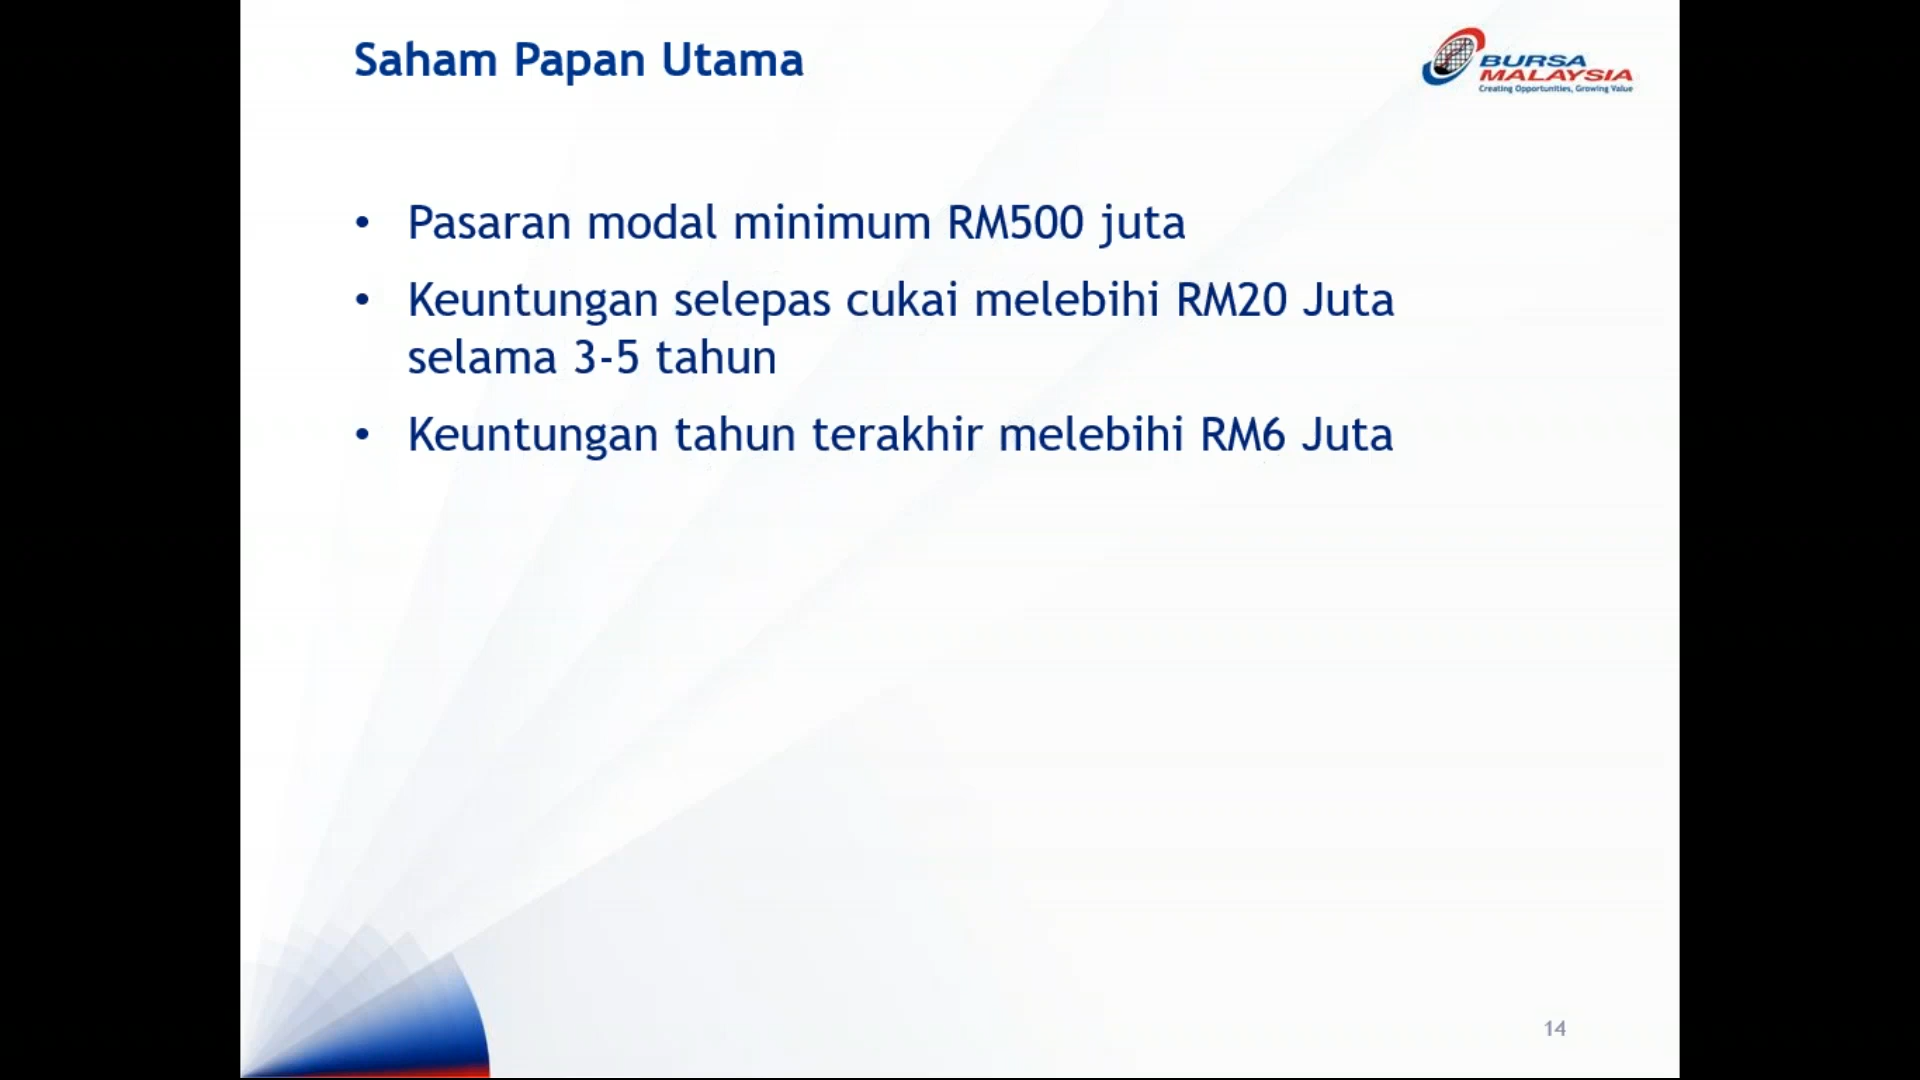 Saham Papan Utama
BURSA
MALAYSIA
Creating Opportunities, Growing Value
• Pasaran modal minimum RM500 juta
• Keuntungan selepas cukai melebihi RM20 Juta
selama 3-5 tahun
• Keuntungan tahun terakhir melebihi RM6 Juta
14